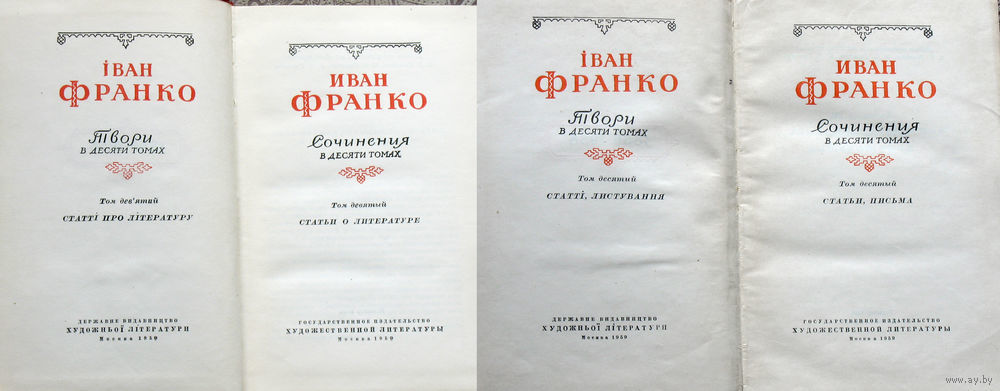 ІВАН
ФРАНКО
Твори
В ДЕСЯТИ ТОМАХ
Том дев'ятий
СТАТТІ ПРО ЛІТЕРАТУРУ
ДЕРЖАВНЕ ВИДАВНИЦТВО
ХУДОЖНЬОЇ ЛІТЕРАТУРИ
Москва 1959
ИВАН
ФРАНКО
Сочинения
В ДЕСЯТИ ТОМАХ
Том девятый
СТАТЬИ О ЛИТЕРАТУРЕ
ГОСУДАРСТВЕННОЕ ИЗДАТЕЛЬСТВО
ХУДОЖЕСТВЕННОЙ ЛИТЕРАТУРЫ
Москва 1959
ІВАН
ФРАНКО
Твори
В ДЕСЯТИ ТОМАХ
Том десятий
СТАТТІ, ЛИСТУВАННЯ
ДЕРЖАВНЕ ВИДАВНИЦТВО
ХУДОЖНЬОЇ ЛІТЕРАТУРИ
Москва 1959
ИВАН
ФРАНКО
Сочинения
В ДЕСЯТИ ТОМАХ
Том десятый
СТАТЬИ, ПИСЬМА
ГОСУДАРСТВЕННОЕ ИЗДАТЕЛЬСТВО
ХУДОЖЕСТВЕННОЙ ЛИТЕРАТУРЫ
Москва 1959
www.ay.by